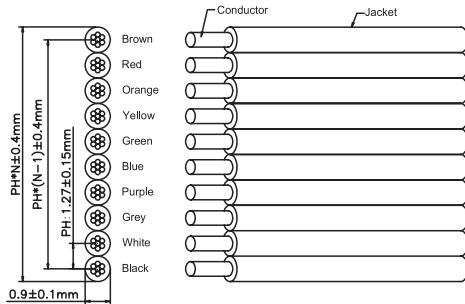 Conductor
Jacket
Brown
Red
Orange
Yellow
Green
Blue
Purple
Grey
White
Black
PH*N±0.4mm
PH*(N-1)±0.4mm
PH:1.27±0.15mm
0.9±0.1mm